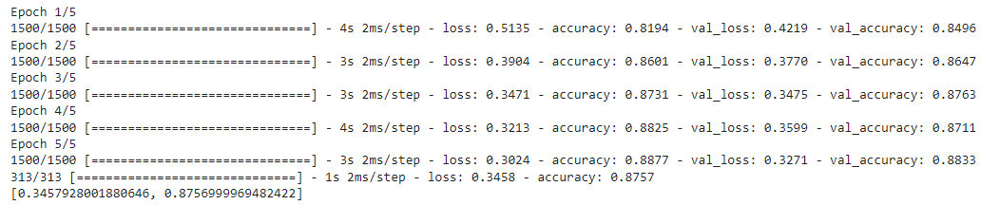 Epoch 1/5
1500/1500 [==============================] - 4s 2ms/step - loss: 0.5135 - accuracy: 0.8194 - val_loss: 0.4219 - val_accuracy: 0.8496
Epoch 2/5
1500/1500 [==============================] - 3s 2ms/step - loss: 0.3904 - accuracy: 0.8601 - val_loss: 0.3770 - val_accuracy: 0.8647
Epoch 3/5
1500/1500 [==============================] - 3s 2ms/step - loss: 0.3471 - accuracy: 0.8731 - val_loss: 0.3475 - val_accuracy: 0.8763
Epoch 4/5
1500/1500 [==============================] - 4s 2ms/step - loss: 0.3213 - accuracy: 0.8825 - val_loss: 0.3599 - val_accuracy: 0.8711
Epoch 5/5
1500/1500 [==============================] - 3s 2ms/step - loss: 0.3024 - accuracy: 0.8877 - val_loss: 0.3271 - val_accuracy: 0.8833
313/313 [==============================] - 1s 2ms/step - loss: 0.3458 - accuracy: 0.8757
[0.3457928001880646, 0.8756999969482422]